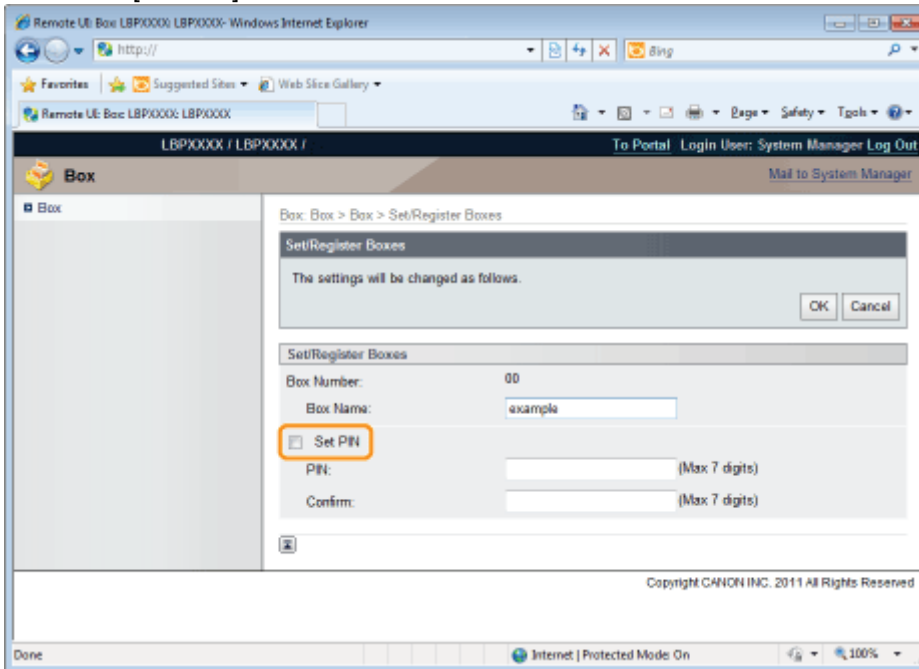 Remote UI: Box LBPXXXX: LBPXXXX- Windows Internet Explorer
http://
Bing
Favorites Suggested Sites Web Slice Gallery
Remote UI: Box: LBPXXXX: LBPXXXX
Page Safety Tools
LBPXXXX / LBPXXXX /
To Portal Login User: System Manager Log Out
Box
Mail to System Manager
Box
Box: Box > Box > Set/Register Boxes
Set/Register Boxes
The settings will be changed as follows.
OK Cancel
Set/Register Boxes
Box Number: 00
Box Name: example
Set PIN
PIN: (Max 7 digits)
Confirm: (Max 7 digits)
Copyright CANON INC. 2011 All Rights Reserved
Done Internet | Protected Mode: On 100%